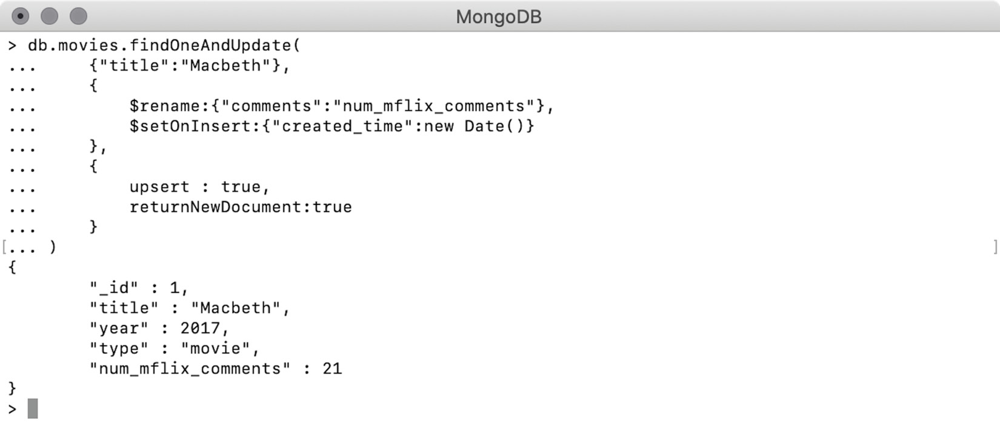 MongoDB
> db.movies.findOneAndUpdate(
...     {"title":"Macbeth"},
...     {
...         $rename:{"comments":"num_mflix_comments"},
...         $setOnInsert:{"created_time":new Date()}
...     },
...     {
...         upsert : true,
...         returnNewDocument:true
...     }
[... )                                                                                           ]
{
        "_id" : 1,
        "title" : "Macbeth",
        "year" : 2017,
        "type" : "movie",
        "num_mflix_comments" : 21
}
>